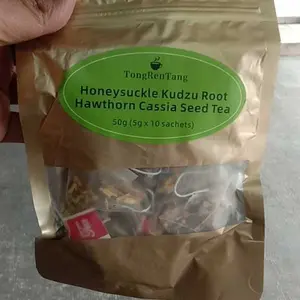 TongRenTang
Honeysuckle Kudzu Root
Hawthorn Cassia Seed Tea
50g (5g x 10 sachets)